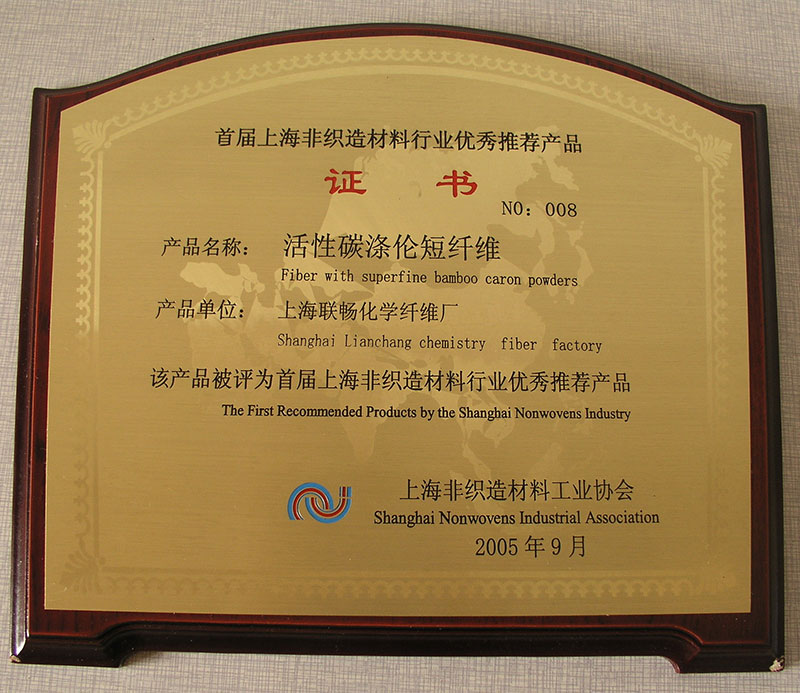 首届上海非织造材料行业优秀推荐产品
证 书
NO: 008
产品名称: 活性碳涤伦短纤维
Fiber with superfine bamboo caron powders
产品单位: 上海联畅化学纤维厂
Shanghai Lianchang chemistry fiber factory
该产品被评为首届上海非织造材料行业优秀推荐产品
The First Recommended Products by the Shanghai Nonwovens Industry
上海非织造材料工业协会
Shanghai Nonwovens Industrial Association
2005年9月